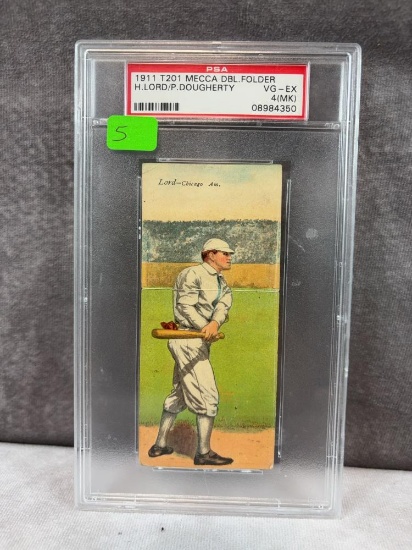 PSA
1911 T201 MECCA DBL.FOLDER
H.LORD/P.DOUGHERTY VG-EX
4(MK)
08984350
5
Lord—Chicago Am.